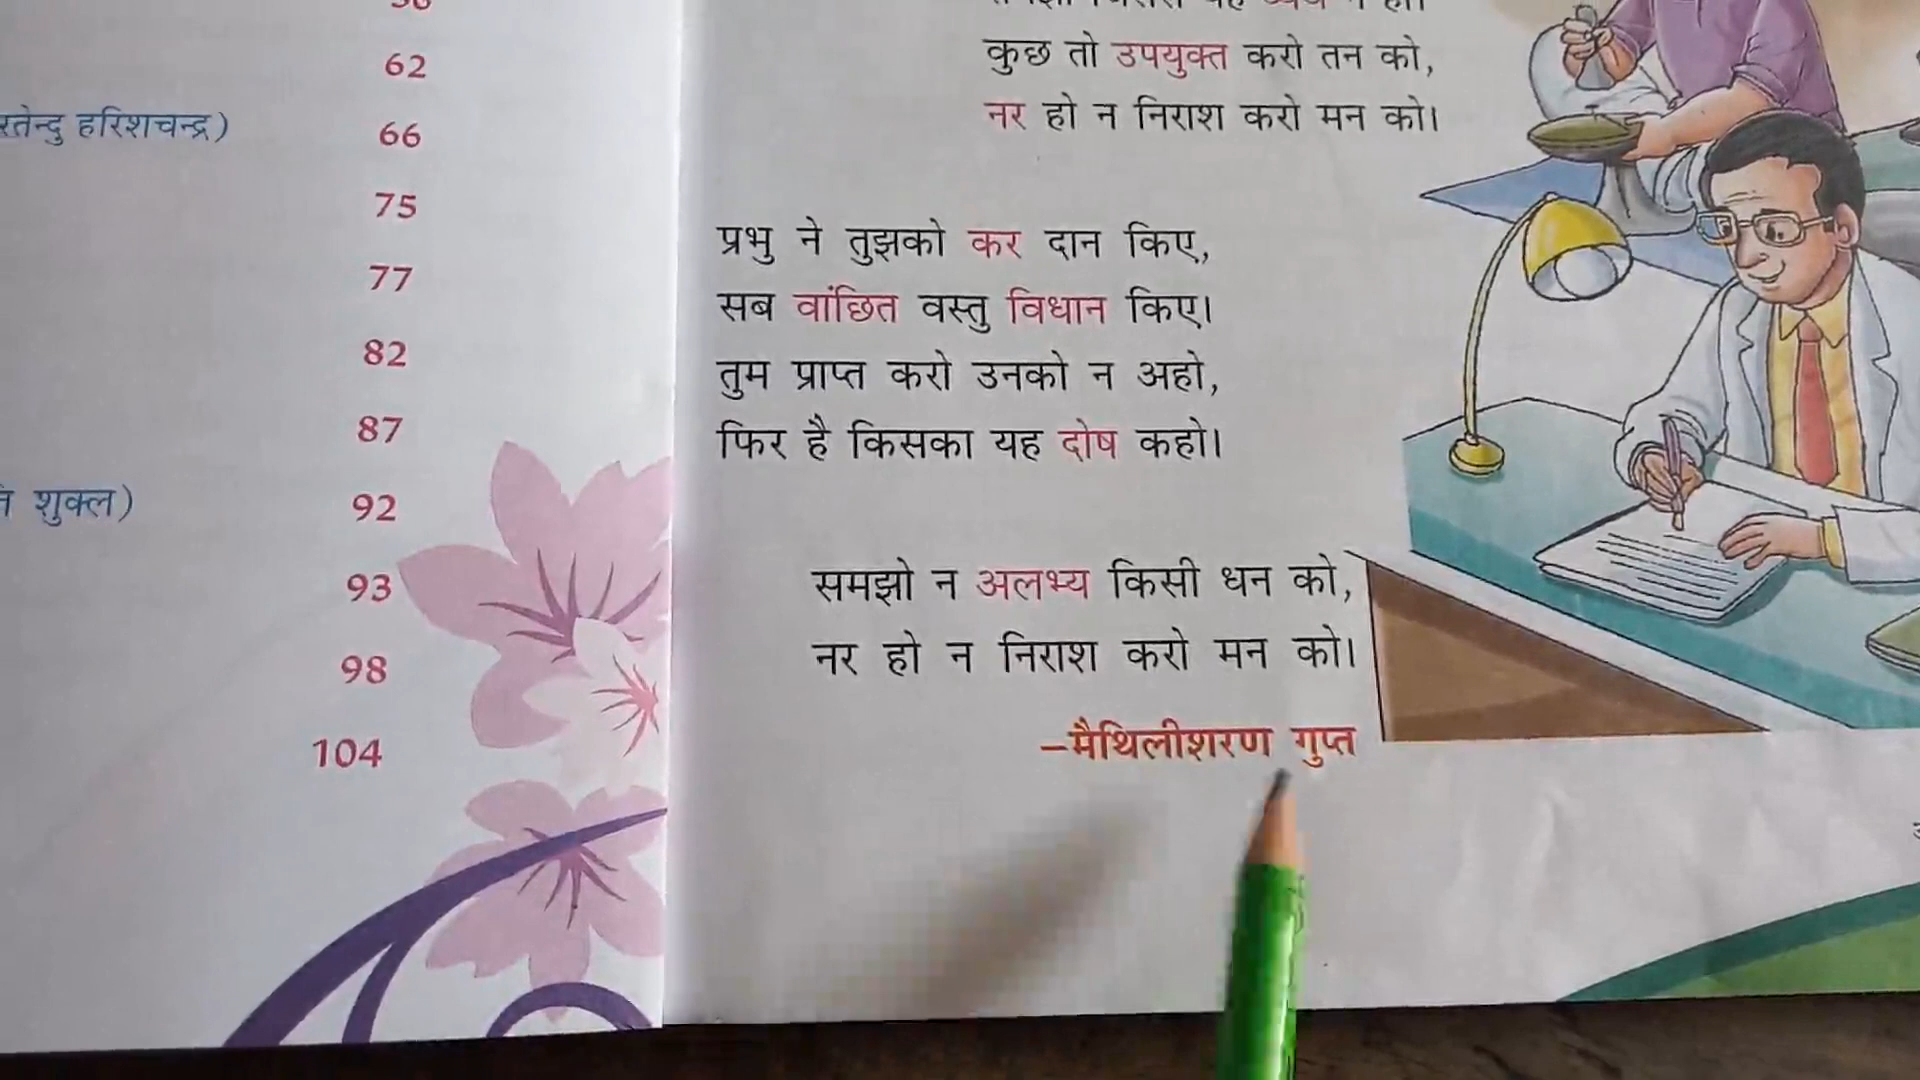 62
हरिशचन्द्र) 66
75
77
82
87
शुक्ल) 92
93
98
104
कुछ तो उपयुक्त करो तन को,
नर हो न निराश करो मन को।
प्रभु ने तुझको कर दान किए,
सब वांछित वस्तु विधान किए।
तुम प्राप्त करो उनको न अहो,
फिर है किसका यह दोष कहो।
समझो न अलभ्य किसी धन को,
नर हो न निराश करो मन को।
–मैथिलीशरण गुप्त